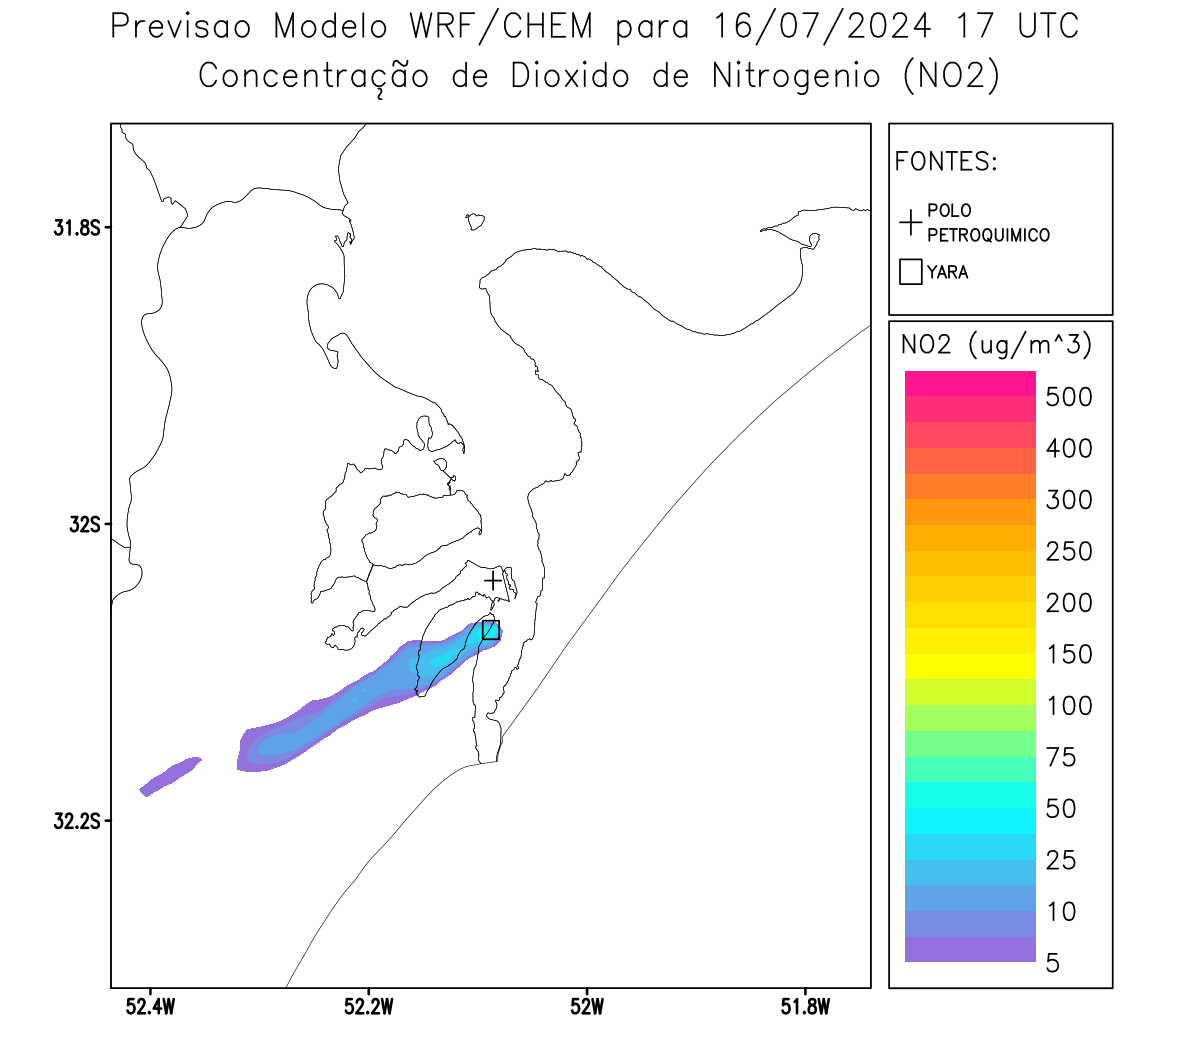 Previsao Modelo WRF/CHEM para 16/07/2024 17 UTC
Concentração de Dioxido de Nitrogenio (NO2)
FONTES:
POLO
PETROQUIMICO
YARA
31.8S
32S
32.2S
52.4W
52.2W
52W
51.8W
NO2 (ug/m^3)
500
400
300
250
200
150
100
75
50
25
10
5